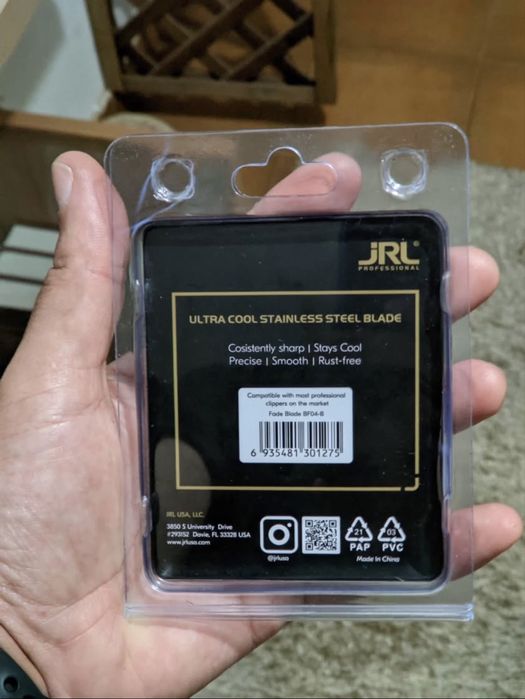 JRL®
PROFESSIONAL
ULTRA COOL STAINLESS STEEL BLADE
Cosistently sharp | Stays Cool
Precise | Smooth | Rust-free
Compatible with most professional
clippers on the market
Fade Blade BF04-B
6 935481 301275
JRL USA, LLC.
3850 S University Drive
#293152 Davie, FL 33328 USA
www.jrlusa.com
@jrlusa
21
PAP
03
PVC
Made In China